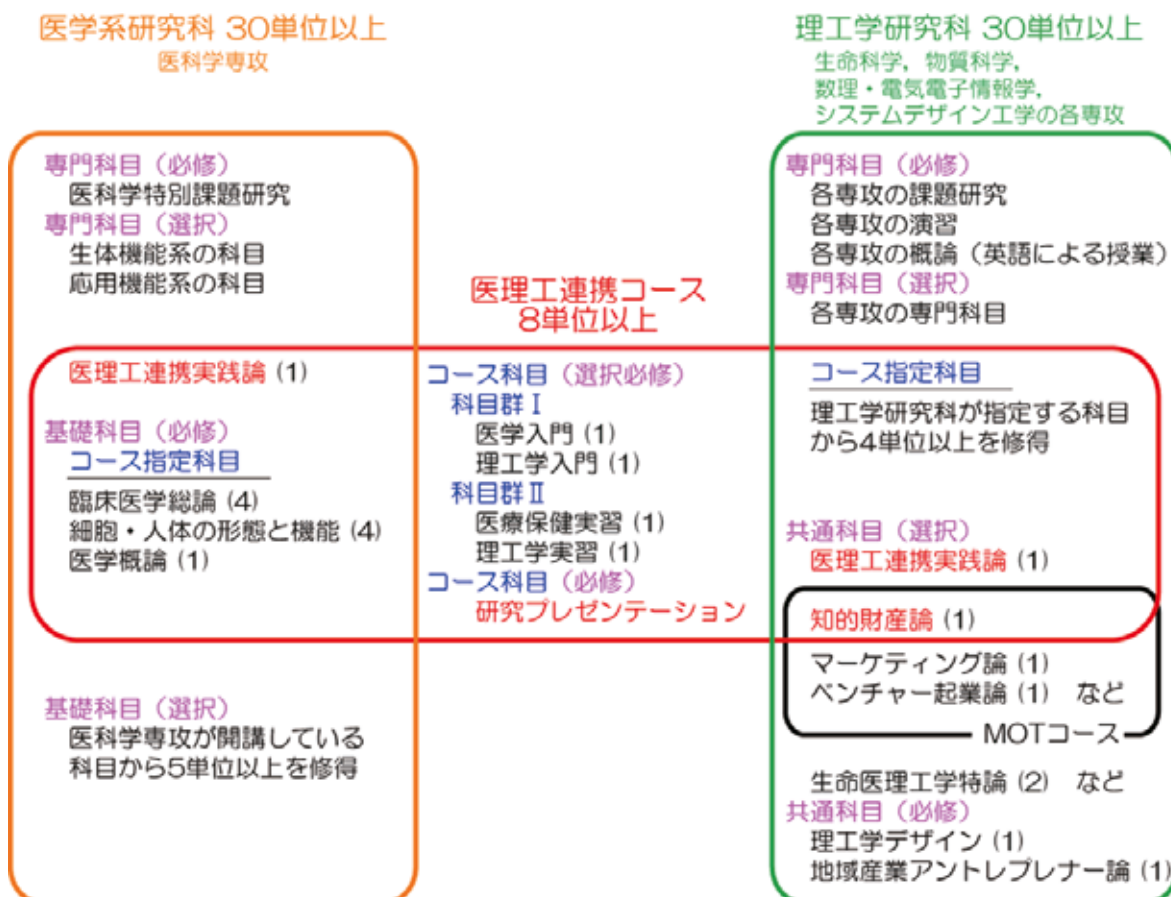 医学系研究科 30単位以上
医科学専攻
専門科目（必修）
医科学特別課題研究
専門科目（選択）
生体機能系の科目
応用機能系の科目
医理工連携実践論 (1)
基礎科目（必修）
コース指定科目
臨床医学総論 (4)
細胞・人体の形態と機能 (4)
医学概論 (1)
基礎科目（選択）
医科学専攻が開講している
科目から5単位以上を修得
医理工連携コース
8単位以上
コース科目（選択必修）
科目群Ⅰ
医学入門 (1)
理工学入門 (1)
科目群Ⅱ
医療保健実習 (1)
理工学実習 (1)
コース科目（必修）
研究プレゼンテーション
理工学研究科 30単位以上
生命科学，物質科学，
数理・電気電子情報学，
システムデザイン工学の各専攻
専門科目（必修）
各専攻の課題研究
各専攻の演習
各専攻の概論（英語による授業）
専門科目（選択）
各専攻の専門科目
コース指定科目
理工学研究科が指定する科目
から4単位以上を修得
共通科目（選択）
医理工連携実践論 (1)
知的財産論 (1)
マーケティング論 (1)
ベンチャー起業論 (1) など
MOTコース
生命医理工学特論 (2) など
共通科目（必修）
理工学デザイン (1)
地域産業アントレプレナー論 (1)